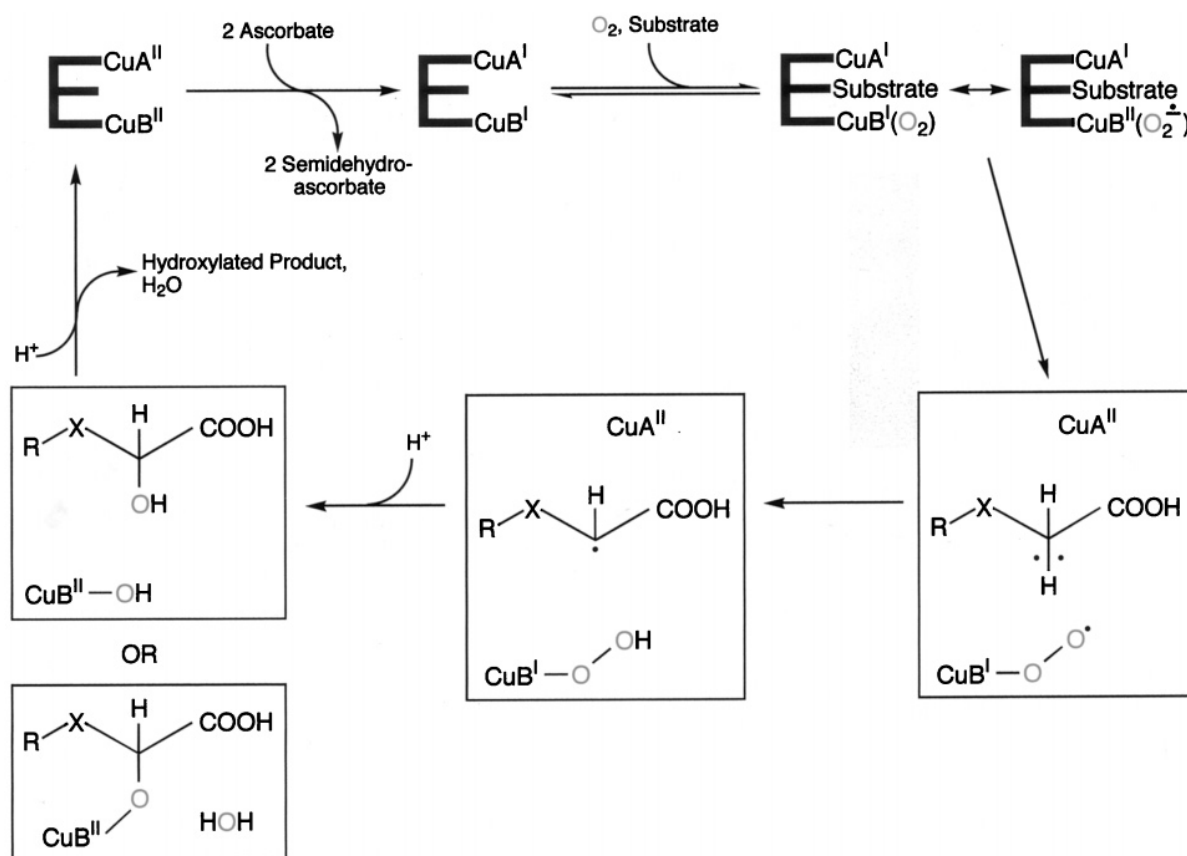 CuAII
E
CuBII
2 Ascorbate
2 Semidehydro-
ascorbate
CuAI
E
CuBI
O2, Substrate
CuAI
E Substrate
CuBI(O2)
CuAI
E Substrate
CuBII(O2•−)
Hydroxylated Product,
H2O
H+
H
R X COOH
OH
CuBII—OH
OR
H
R X COOH
O
CuBII HOH
H+
CuAII
H
R X COOH
•
OH
CuBI—O
CuAII
H
R X COOH
• •
H
O•
CuBI—O